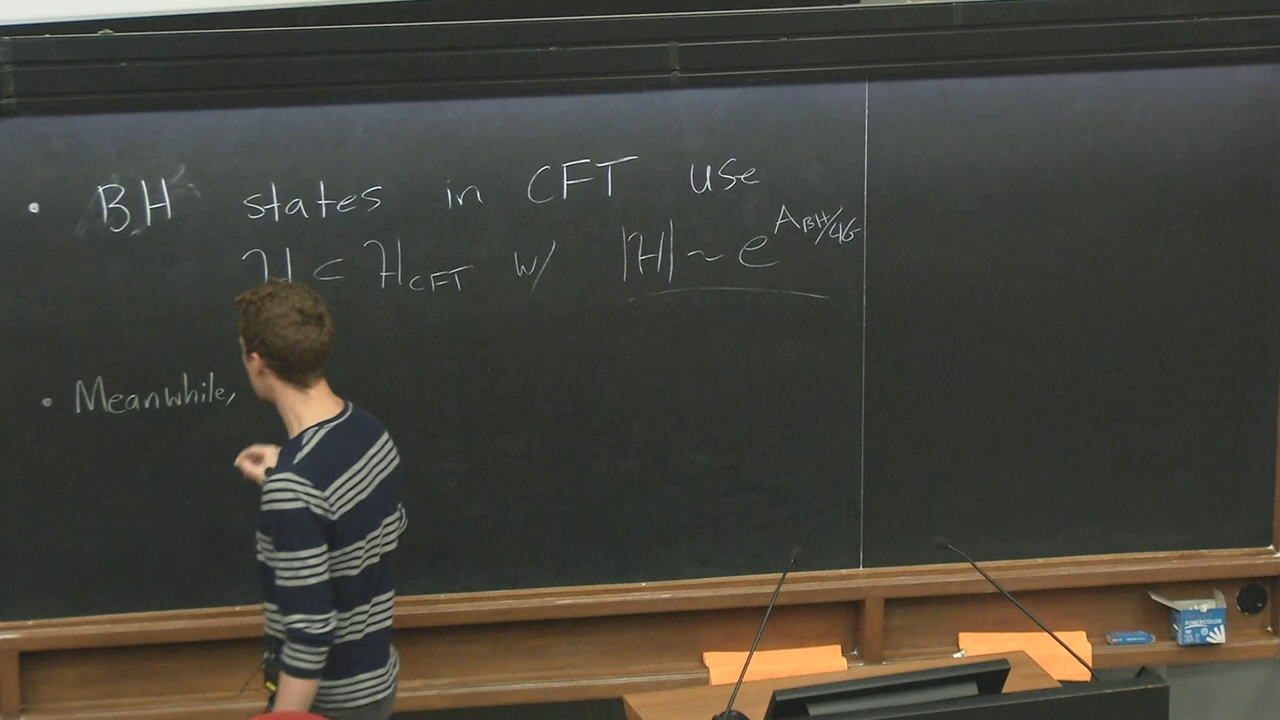 • BH states in CFT use
H ⊂ H_CFT w/ |H| ~ e^{A_BH/4G}
• Meanwhile,